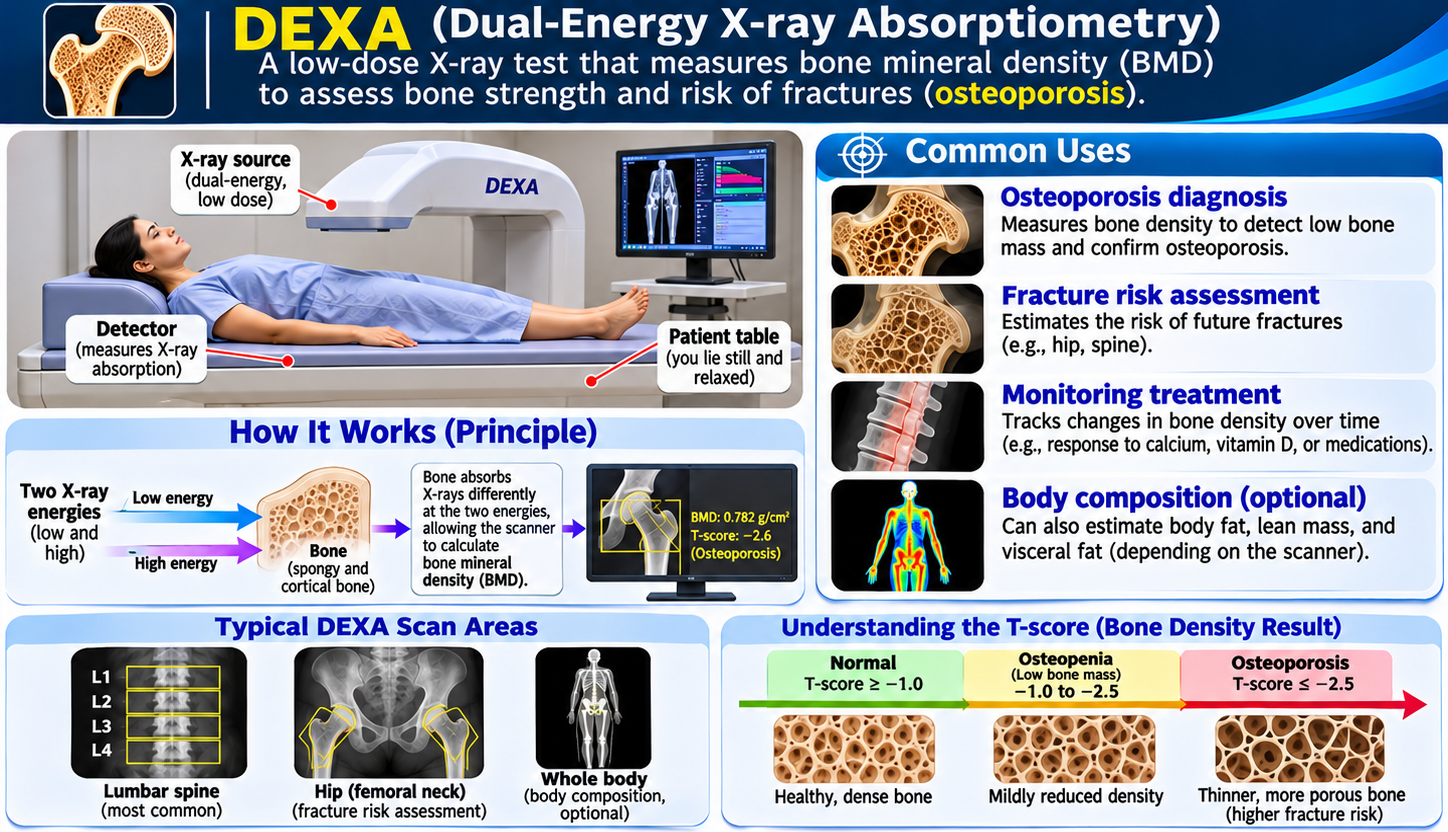 DEXA (Dual-Energy X-ray Absorptiometry)
A low-dose X-ray test that measures bone mineral density (BMD)
to assess bone strength and risk of fractures (osteoporosis).
X-ray source
(dual-energy,
low dose)
DEXA
Detector
(measures X-ray
absorption)
Patient table
(you lie still and
relaxed)
Common Uses
Osteoporosis diagnosis
Measures bone density to detect low bone
mass and confirm osteoporosis.
Fracture risk assessment
Estimates the risk of future fractures
(e.g., hip, spine).
Monitoring treatment
Tracks changes in bone density over time
(e.g., response to calcium, vitamin D, or medications).
Body composition (optional)
Can also estimate body fat, lean mass, and
visceral fat (depending on the scanner).
How It Works (Principle)
Two X-ray
energies
(low and
high)
Low energy
High energy
Bone
(spongy and
cortical bone)
Bone absorbs
X-rays differently
at the two energies,
allowing the scanner
to calculate
bone mineral
density (BMD).
BMD: 0.782 g/cm²
T-score: −2.6
(Osteoporosis)
Typical DEXA Scan Areas
L1
L2
L3
L4
Lumbar spine
(most common)
Hip (femoral neck)
(fracture risk assessment)
Whole body
(body composition,
optional)
Understanding the T-score (Bone Density Result)
Normal
T-score ≥ −1.0
Osteopenia
(Low bone mass)
−1.0 to −2.5
Osteoporosis
T-score ≤ −2.5
Healthy, dense bone
Mildly reduced density
Thinner, more porous bone
(higher fracture risk)